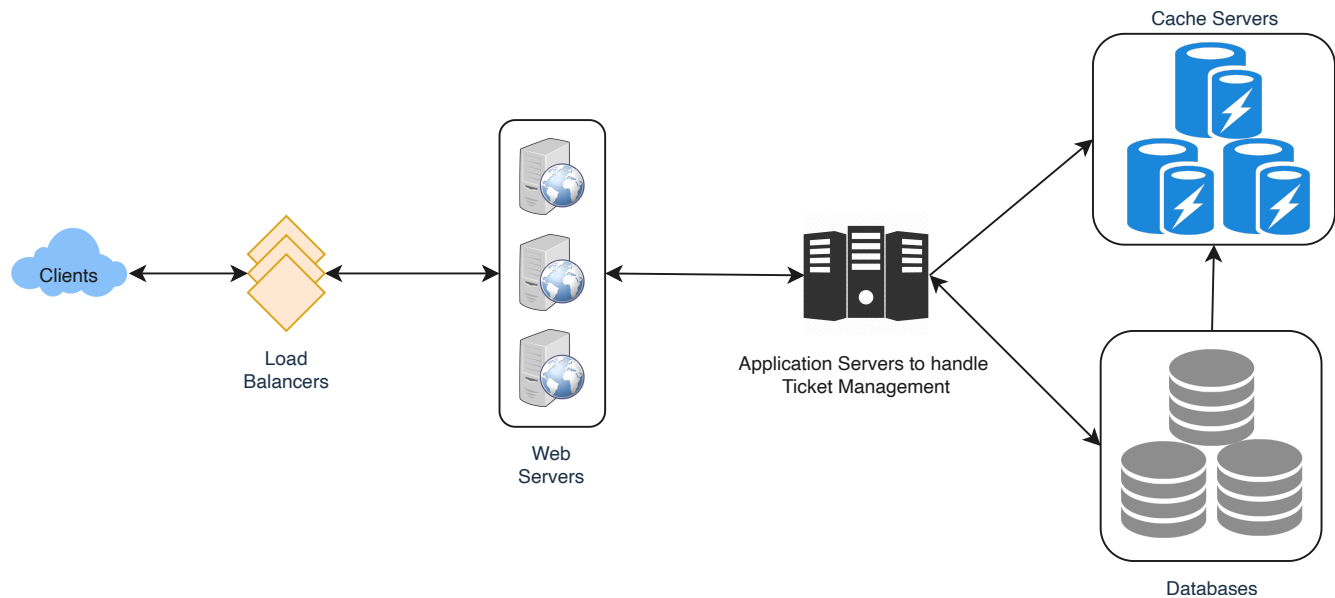 Cache Servers
Clients
Load
Balancers
Web
Servers
Application Servers to handle
Ticket Management
Databases